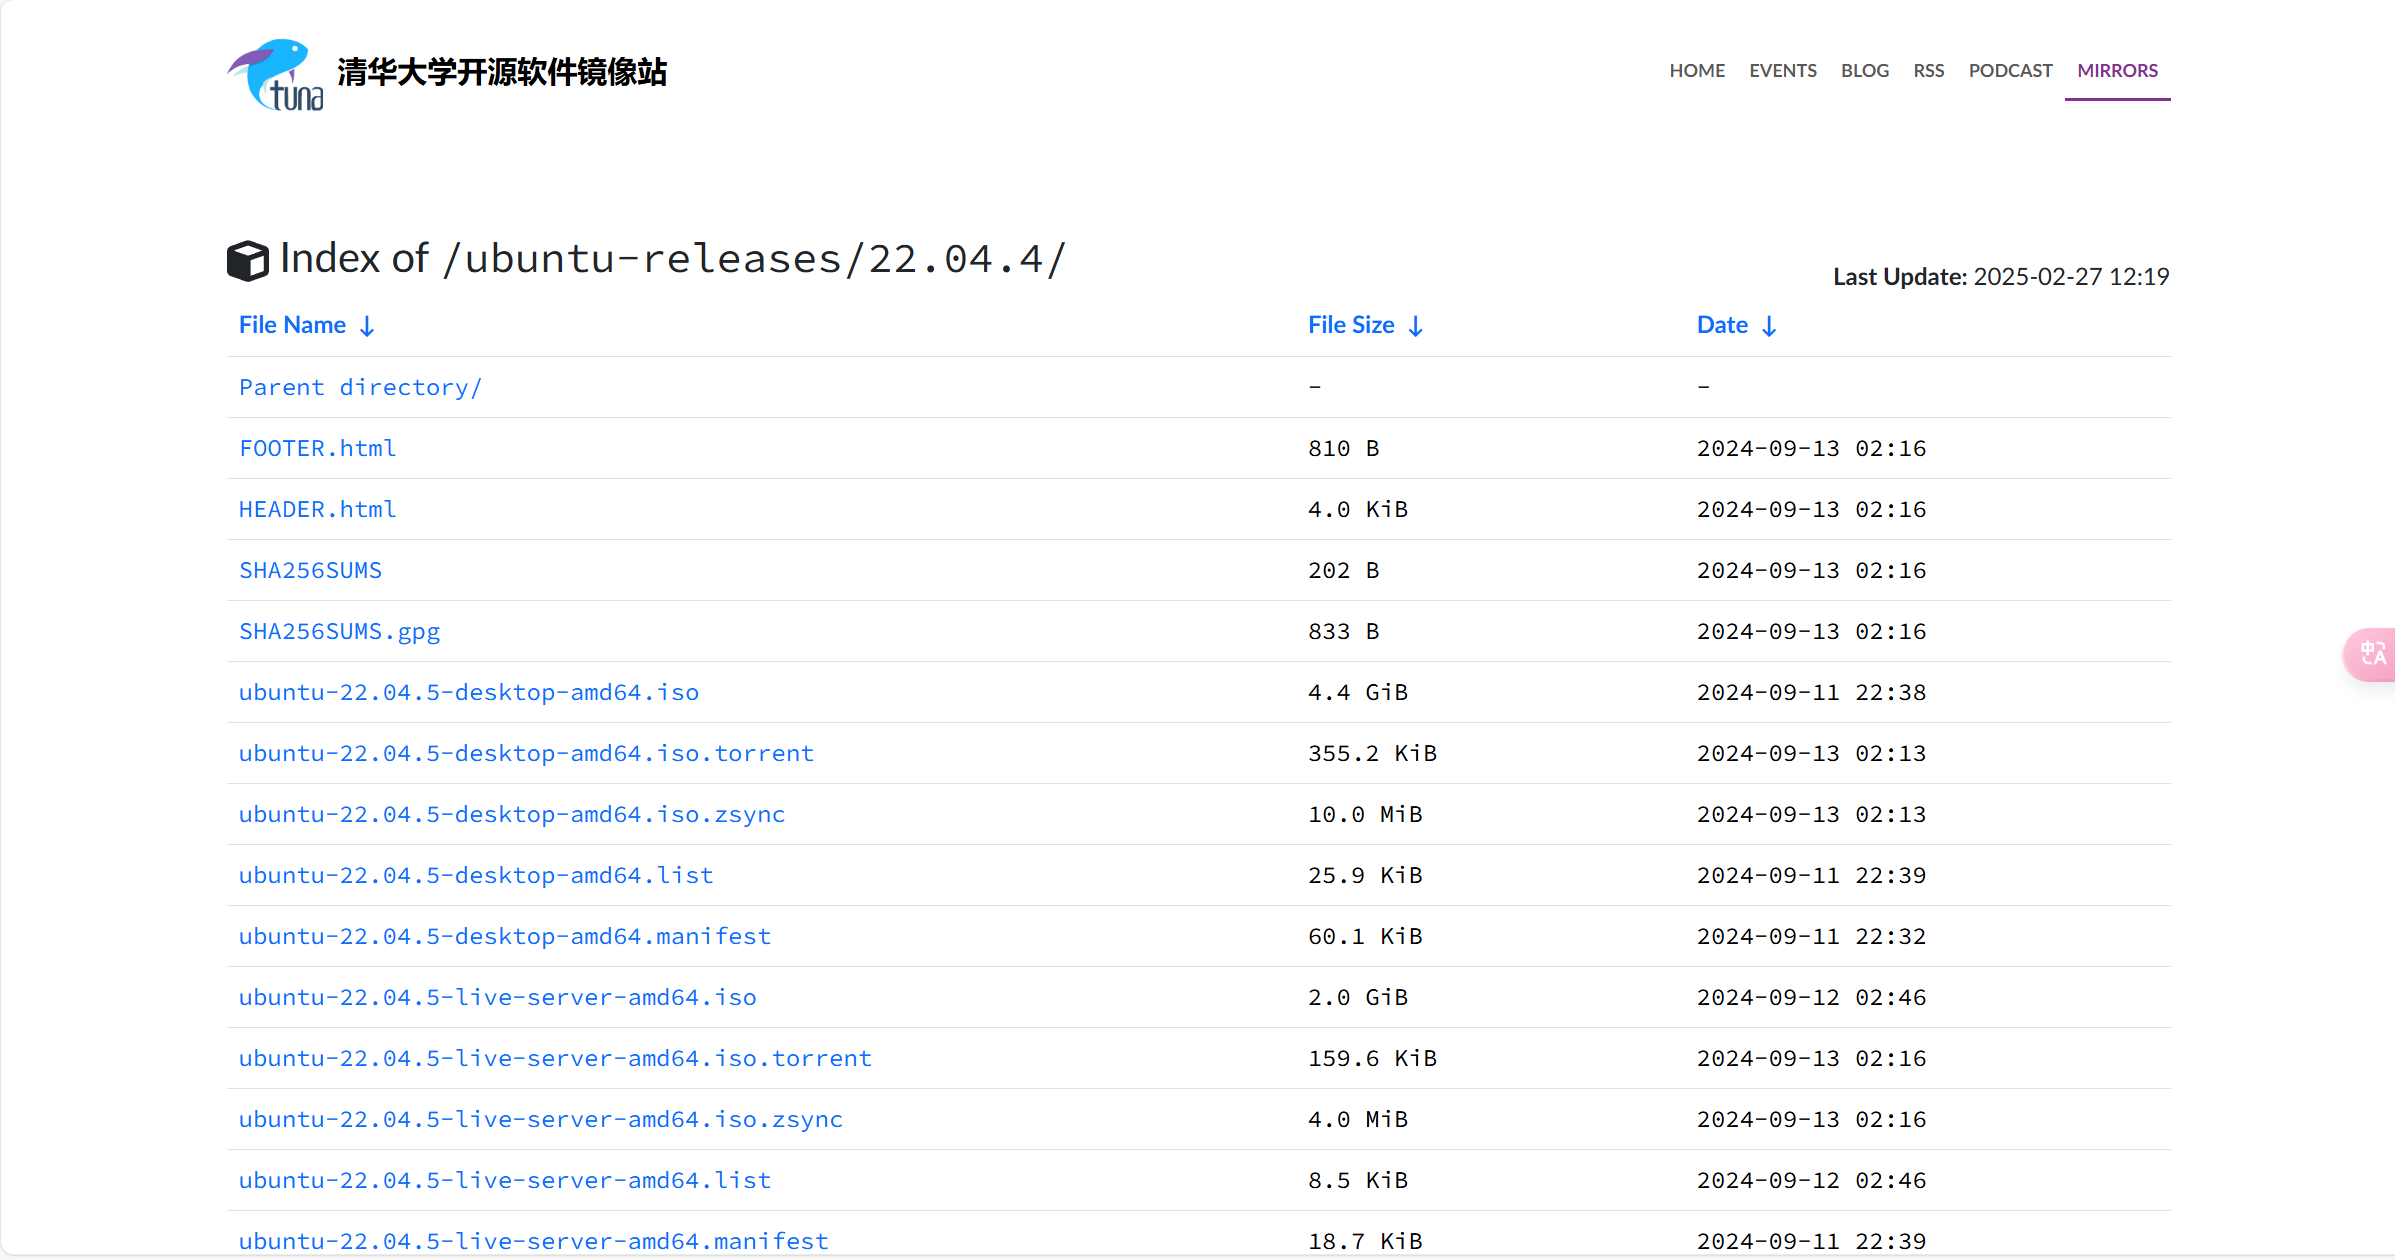 tuna
清华大学开源软件镜像站
HOME EVENTS BLOG RSS PODCAST MIRRORS
Index of /ubuntu-releases/22.04.4/
Last Update: 2025-02-27 12:19
File Name ↓ File Size ↓ Date ↓
Parent directory/ - -
FOOTER.html 810 B 2024-09-13 02:16
HEADER.html 4.0 KiB 2024-09-13 02:16
SHA256SUMS 202 B 2024-09-13 02:16
SHA256SUMS.gpg 833 B 2024-09-13 02:16
ubuntu-22.04.5-desktop-amd64.iso 4.4 GiB 2024-09-11 22:38
ubuntu-22.04.5-desktop-amd64.iso.torrent 355.2 KiB 2024-09-13 02:13
ubuntu-22.04.5-desktop-amd64.iso.zsync 10.0 MiB 2024-09-13 02:13
ubuntu-22.04.5-desktop-amd64.list 25.9 KiB 2024-09-11 22:39
ubuntu-22.04.5-desktop-amd64.manifest 60.1 KiB 2024-09-11 22:32
ubuntu-22.04.5-live-server-amd64.iso 2.0 GiB 2024-09-12 02:46
ubuntu-22.04.5-live-server-amd64.iso.torrent 159.6 KiB 2024-09-13 02:16
ubuntu-22.04.5-live-server-amd64.iso.zsync 4.0 MiB 2024-09-13 02:16
ubuntu-22.04.5-live-server-amd64.list 8.5 KiB 2024-09-12 02:46
ubuntu-22.04.5-live-server-amd64.manifest 18.7 KiB 2024-09-11 22:39
中A